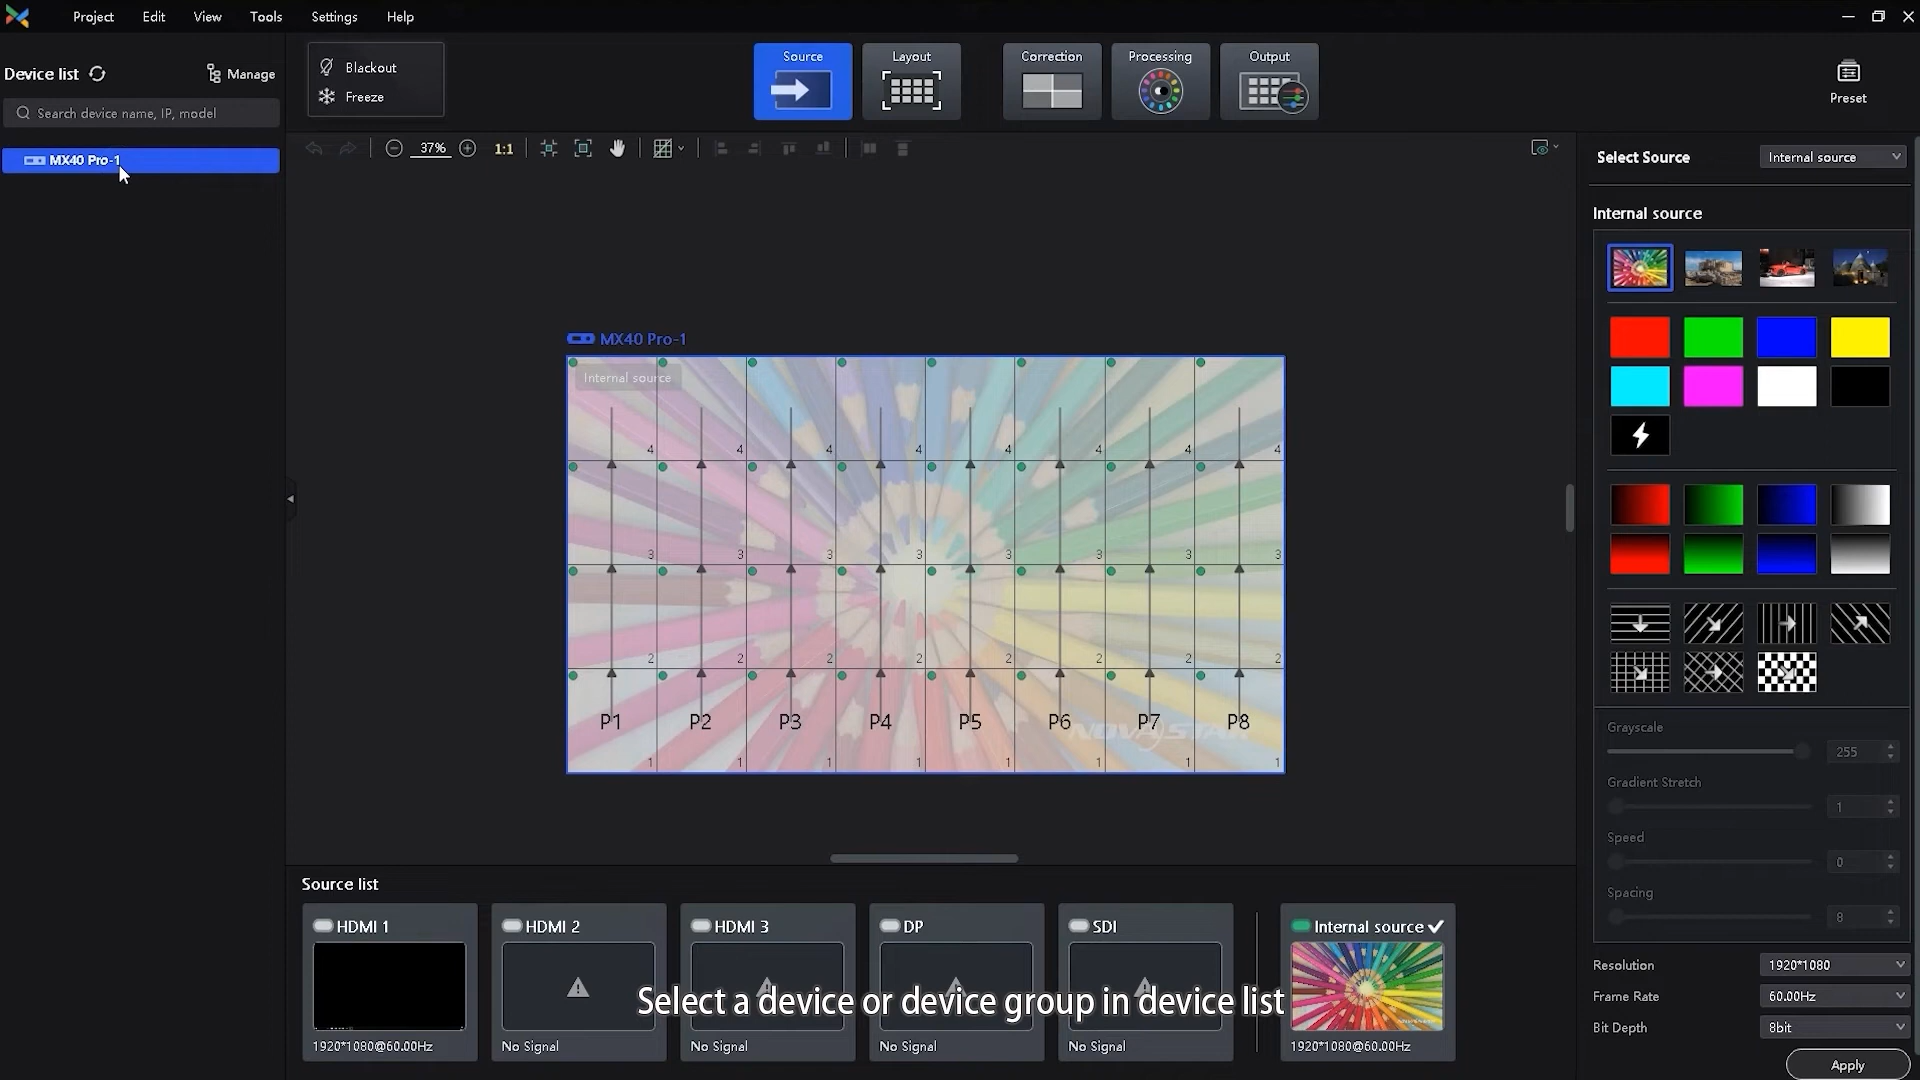 Project Edit View Tools Settings Help
Device list Manage
Search device name, IP, model
MX40 Pro-1
Blackout
Freeze
Source Layout Correction Processing Output
Preset
37% 1:1
MX40 Pro-1
Internal source
4 4 4 4 4 4 4 4
3 3 3 3 3 3 3 3
2 2 2 2 2 2 2 2
P1 P2 P3 P4 P5 P6 P7 P8
NOVASTAR
1 1 1 1 1 1 1 1
Select Source Internal source
Internal source
Grayscale
255
Gradient Stretch
1
Speed
0
Spacing
8
Resolution 1920*1080
Frame Rate 60.00Hz
Bit Depth 8bit
Apply
Source list
HDMI 1 HDMI 2 HDMI 3 DP SDI Internal source
Select a device or device group in device list
1920*1080@60.00Hz No Signal No Signal No Signal No Signal 1920*1080@60.00Hz